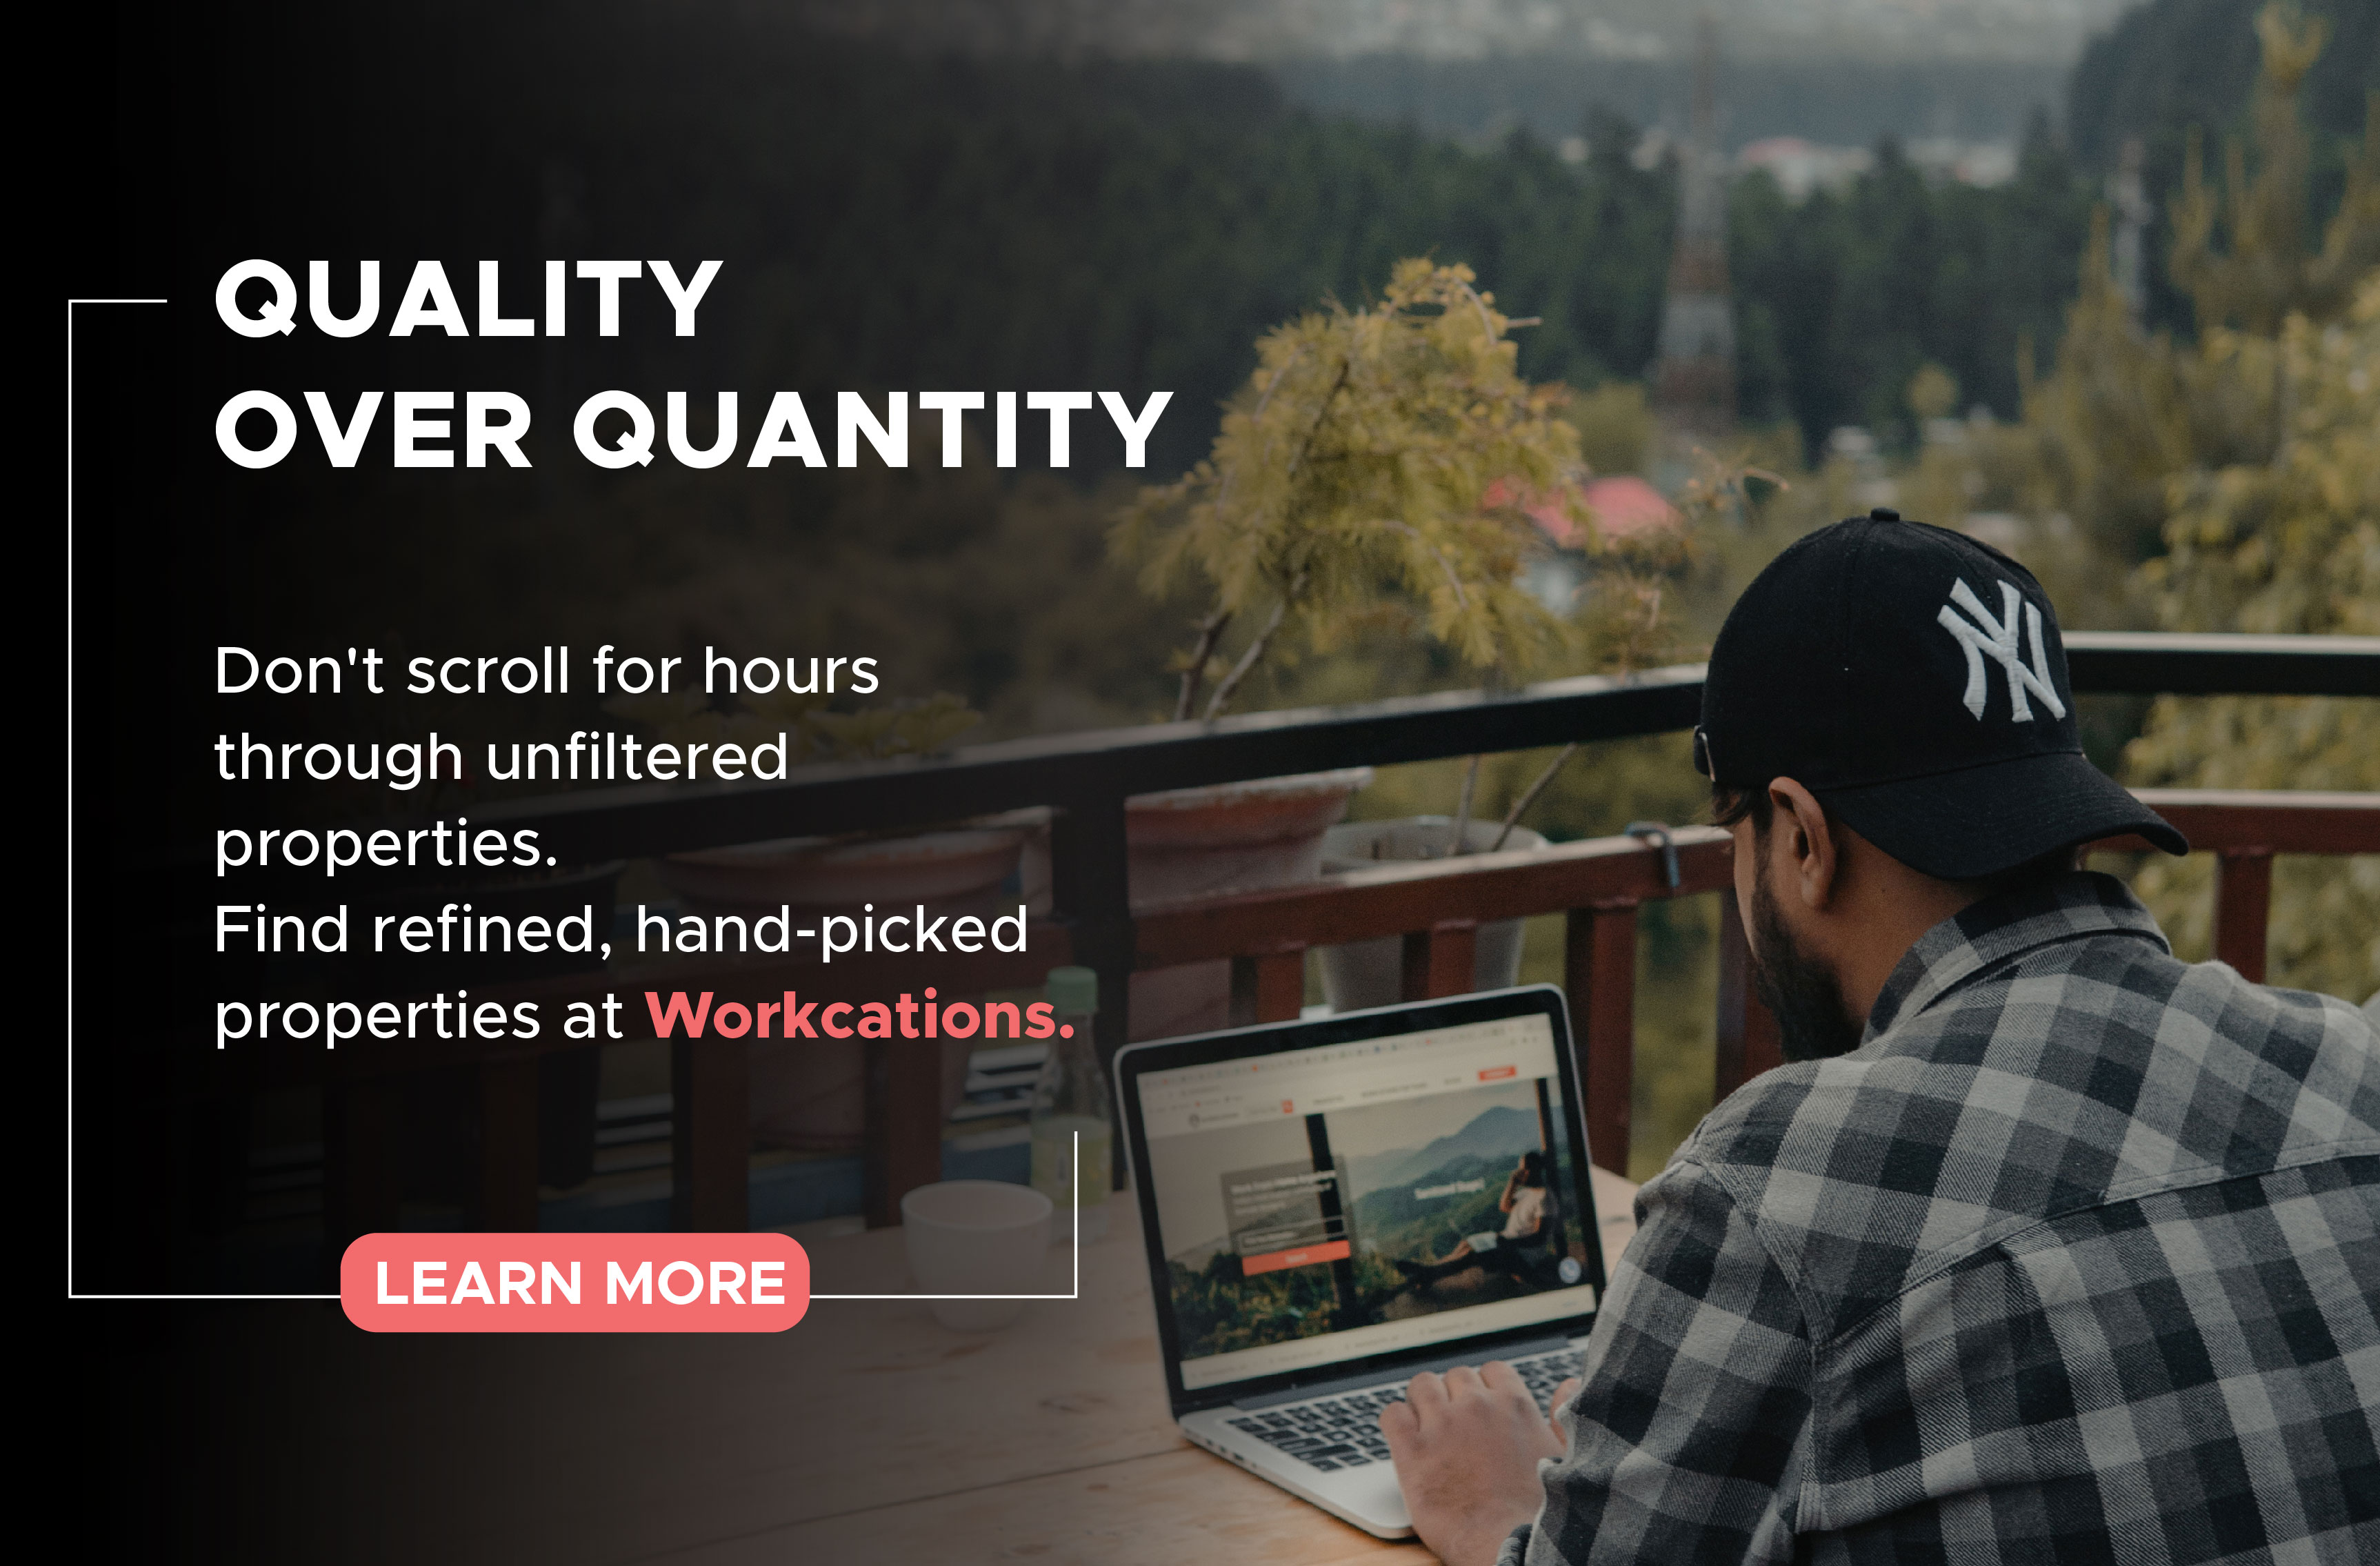 QUALITY
OVER QUANTITY
Don't scroll for hours
through unfiltered
properties.
Find refined, hand-picked
properties at Workcations.
LEARN MORE
NY